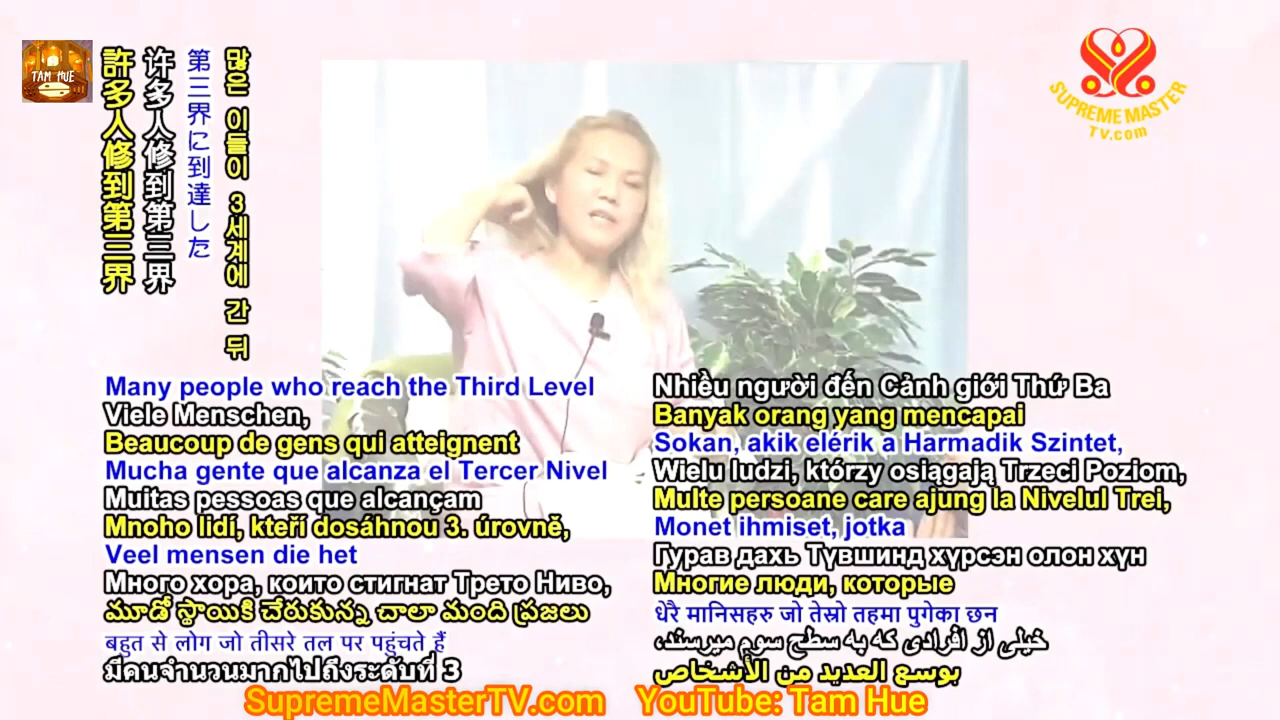 TAM HUE
許多人修到第三界
许多人修到第三界
第三界に到達した
많은 이들이 3세계에 간 뒤
SUPREME MASTER
TV.com
Many people who reach the Third Level
Viele Menschen,
Beaucoup de gens qui atteignent
Mucha gente que alcanza el Tercer Nivel
Muitas pessoas que alcançam
Mnoho lidí, kteří dosáhnou 3. úrovně,
Veel mensen die het
Много хора, които стигнат Трето Ниво,
మూడో స్థాయికి చేరుకున్న చాలా మంది ప్రజలు
बहुत से लोग जो तीसरे तल पर पहुंचते हैं
มีคนจำนวนมากไปถึงระดับที่ 3
Nhiều người đến Cảnh giới Thứ Ba
Banyak orang yang mencapai
Sokan, akik elérik a Harmadik Szintet,
Wielu ludzi, którzy osiągają Trzeci Poziom,
Multe persoane care ajung la Nivelul Trei,
Monet ihmiset, jotka
Гурав дахь Түвшинд хүрсэн олон хүн
Многие люди, которые
धेरै मानिसहरु जो तेस्रो तहमा पुगेका छन
خیلی از افرادی که به سطح سوم میرسند،
بوسع العديد من الأشخاص
SupremeMasterTV.com YouTube: Tam Hue